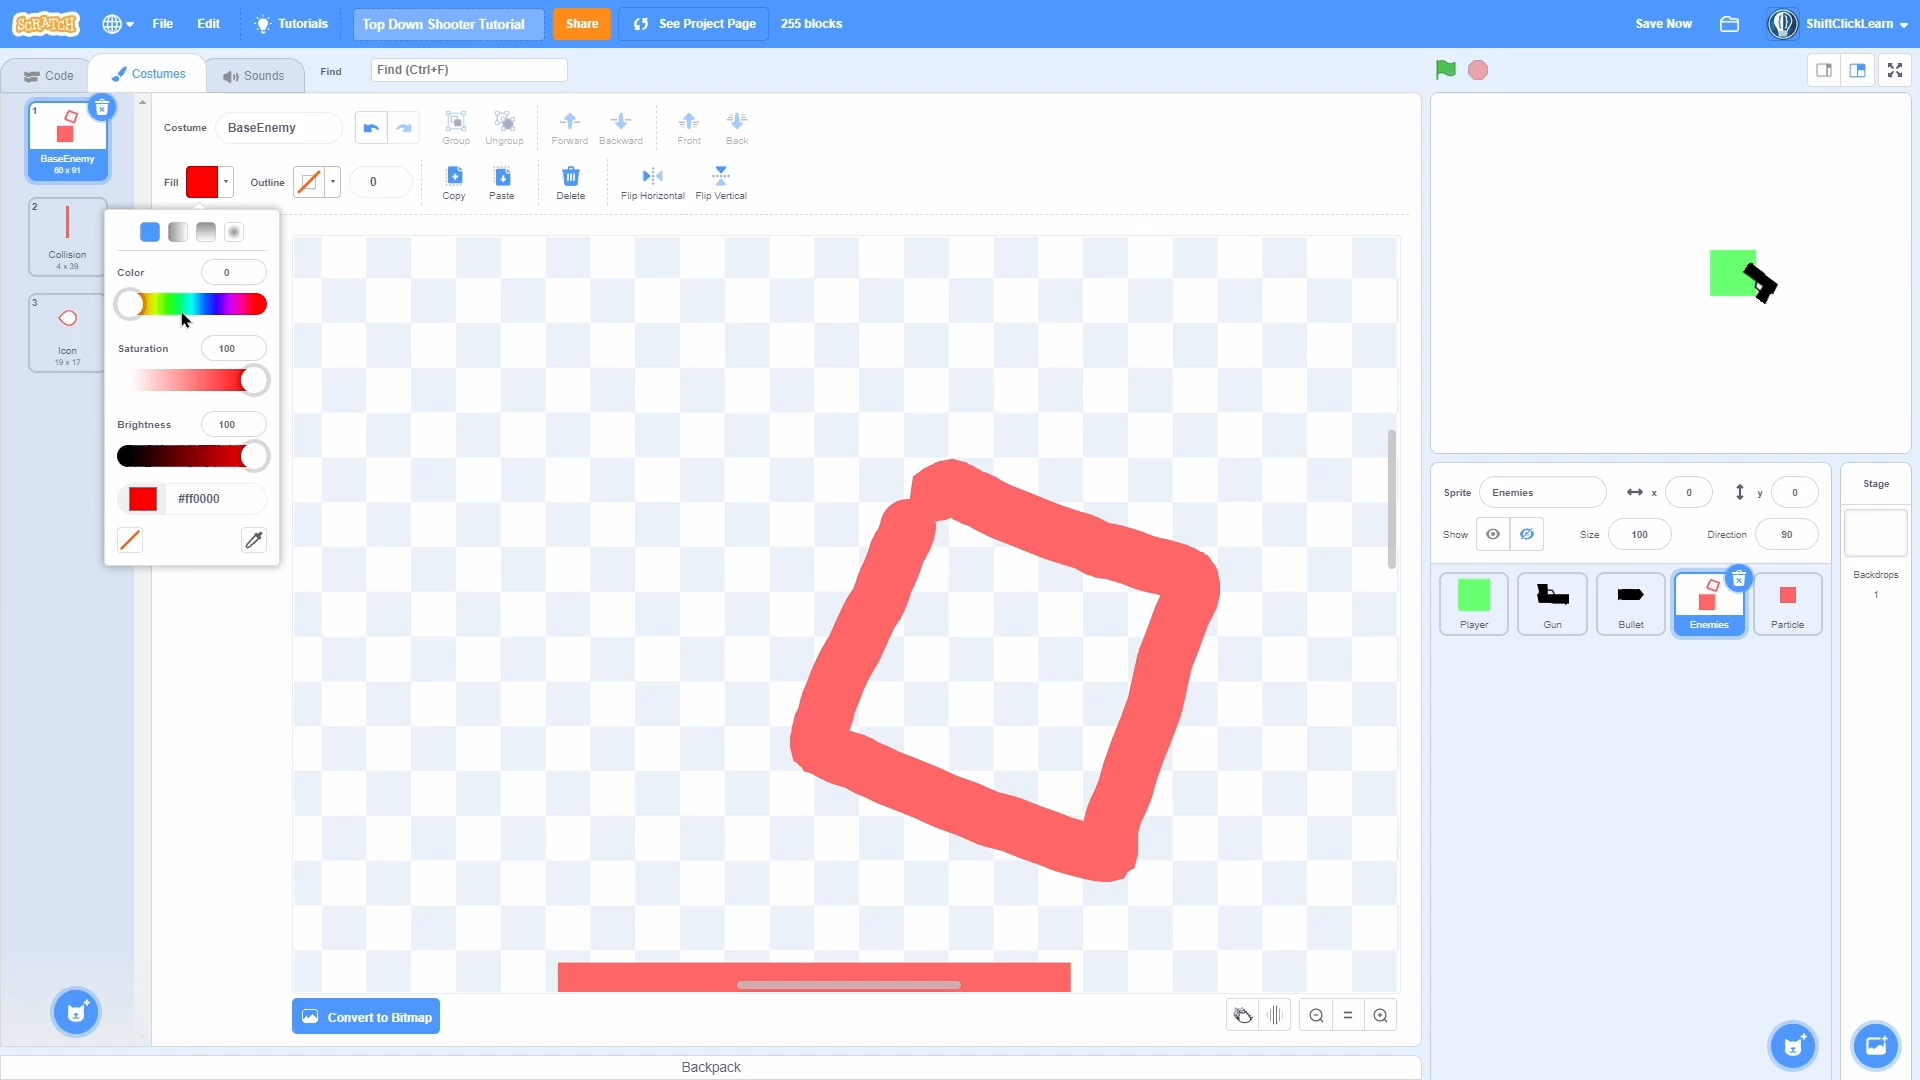 SCRATCH
File
Edit
Tutorials
Top Down Shooter Tutorial
Share
See Project Page
255 blocks
Save Now
ShiftClickLearn
Code
Costumes
Sounds
Find
Find (Ctrl+F)
1
BaseEnemy
60 x 91
2
Collision
4 x 39
3
Icon
19 x 17
Costume
BaseEnemy
Group
Ungroup
Forward
Backward
Front
Back
Fill
Outline
0
Copy
Paste
Delete
Flip Horizontal
Flip Vertical
Color
0
Saturation
100
Brightness
100
#ff0000
Convert to Bitmap
Backpack
Sprite
Enemies
x
0
y
0
Show
Size
100
Direction
90
Player
Gun
Bullet
Enemies
Particle
Stage
Backdrops
1